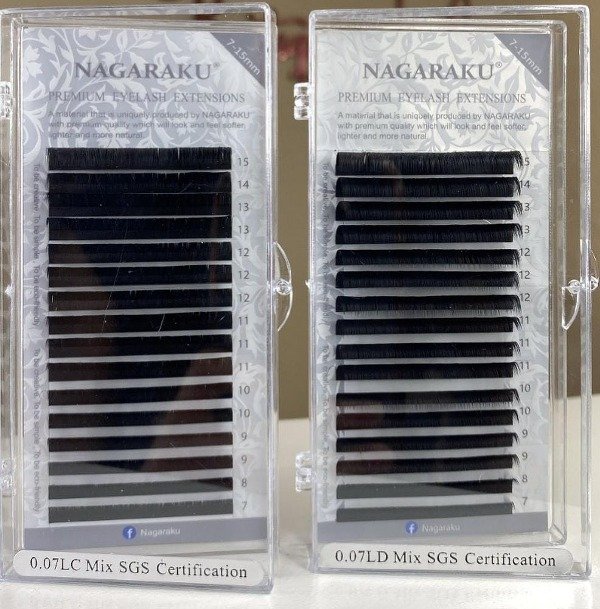 7-15mm
NAGARAKU®
PREMIUM EYELASH EXTENSIONS
A material that is uniquely produced by NAGARAKU
with premium quality which will look and feel softer,
lighter and more natural.
15
14
13
13
12
12
12
11
11
11
10
10
9
9
8
7
Nagaraku
0.07LC Mix SGS Certification
7-15mm
NAGARAKU®
PREMIUM EYELASH EXTENSIONS
A material that is uniquely produced by NAGARAKU
with premium quality which will look and feel softer,
lighter and more natural.
15
14
13
13
12
12
12
11
11
11
10
10
9
9
8
7
Nagaraku
0.07LD Mix SGS Certification